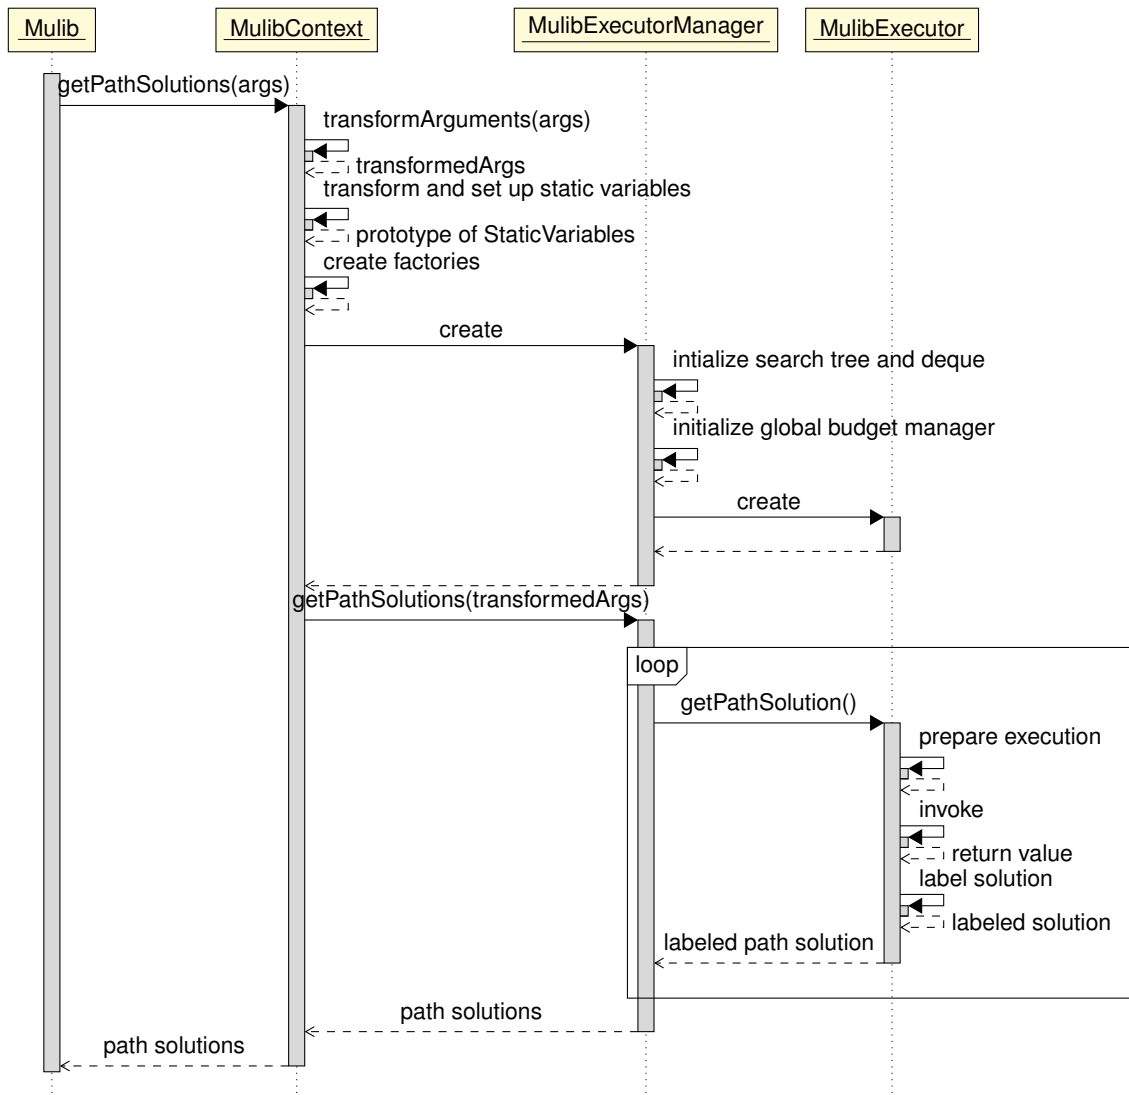 Mulib
MulibContext
MulibExecutorManager
MulibExecutor
getPathSolutions(args)
transformArguments(args)
transformedArgs
transform and set up static variables
prototype of StaticVariables
create factories
create
intialize search tree and deque
initialize global budget manager
create
getPathSolutions(transformedArgs)
loop
getPathSolution()
prepare execution
invoke
return value
label solution
labeled solution
labeled path solution
path solutions
path solutions